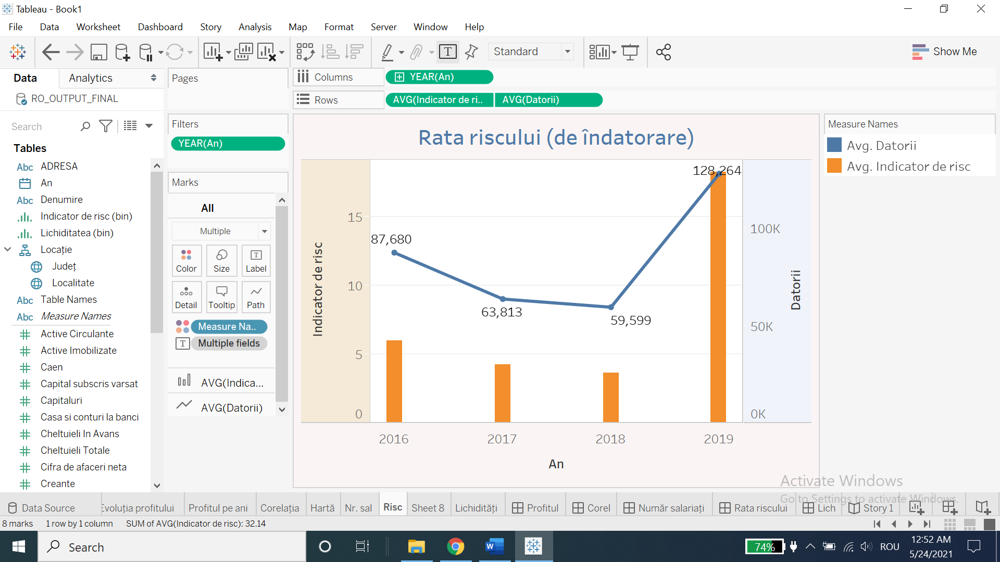 Tableau - Book1
File Data Worksheet Dashboard Story Analysis Map Format Server Window Help
T Standard Show Me
Data Analytics
RO_OUTPUT_FINAL
Search
Tables
Abc ADRESA
An
Abc Denumire
Indicator de risc (bin)
Lichiditatea (bin)
Locație
Județ
Localitate
Abc Table Names
Abc Measure Names
Active Circulante
Active Imobilizate
Caen
Capital subscris varsat
Capitaluri
Casa si conturi la banci
Cheltuieli In Avans
Cheltuieli Totale
Cifra de afaceri neta
Creante
Pages
Filters
YEAR(An)
Marks
All
Multiple
Color Size Label
Detail Tooltip Path
Measure Na..
T Multiple fields
AVG(Indica...
AVG(Datorii)
Columns YEAR(An)
Rows AVG(Indicator de ri.. AVG(Datorii)
Rata riscului (de îndatorare)
Indicator de risc
15
10
5
0
87,680
63,813
59,599
128,264
100K
50K
0K
Datorii
2016 2017 2018 2019
An
Measure Names
Avg. Datorii
Avg. Indicator de risc
Activate Windows
Go to Settings to activate Windows.
Data Source Evoluția profitului Profitul pe ani Corelația Hartă Nr. sal Risc Sheet 8 Lichidități Profitul Corel Număr salariați Rata riscului Lich Story 1
8 marks 1 row by 1 column SUM of AVG(Indicator de risc): 32.14
Search
74% ROU
12:52 AM
5/24/2021